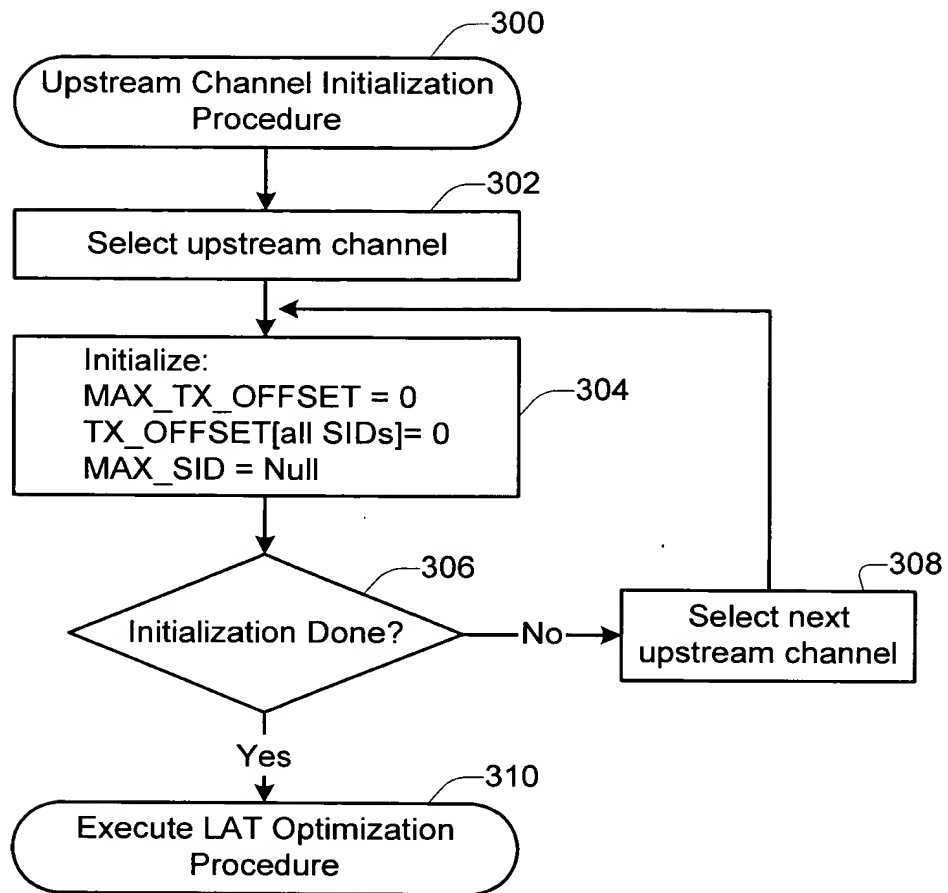 300
Upstream Channel Initialization
Procedure
302
Select upstream channel
Initialize:
MAX_TX_OFFSET = 0
TX_OFFSET[all SIDs]= 0
MAX_SID = Null
304
306
Initialization Done?
No
308
Select next
upstream channel
Yes
310
Execute LAT Optimization
Procedure